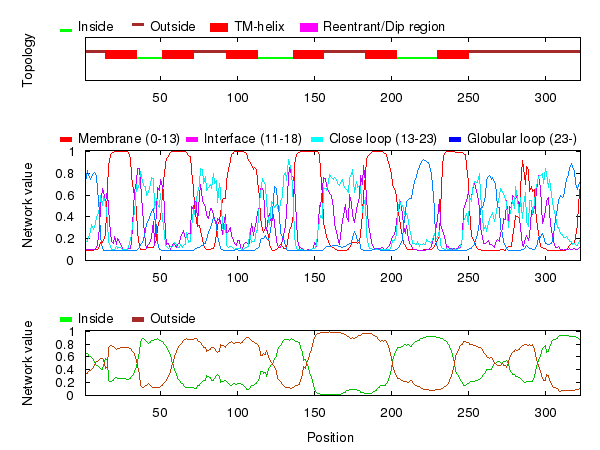 Inside Outside TM-helix Reentrant/Dip region
Topology
50 100 150 200 250 300
Membrane (0-13) Interface (11-18) Close loop (13-23) Globular loop (23-)
Network value
1
0.8
0.6
0.4
0.2
0
50 100 150 200 250 300
Inside Outside
Network value
1
0.8
0.6
0.4
0.2
0
50 100 150 200 250 300
Position